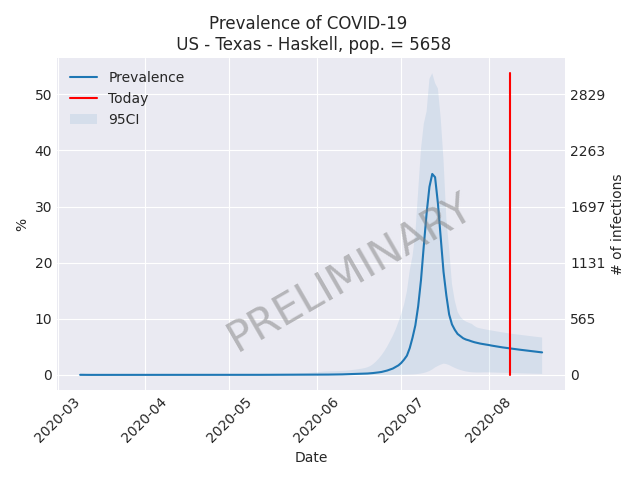 Prevalence of COVID-19
US - Texas - Haskell, pop. = 5658
Prevalence
Today
95CI
50
40
30
20
10
0
%
2829
2263
1697
1131
565
0
# of infections
PRELIMINARY
2020-03
2020-04
2020-05
2020-06
2020-07
2020-08
Date